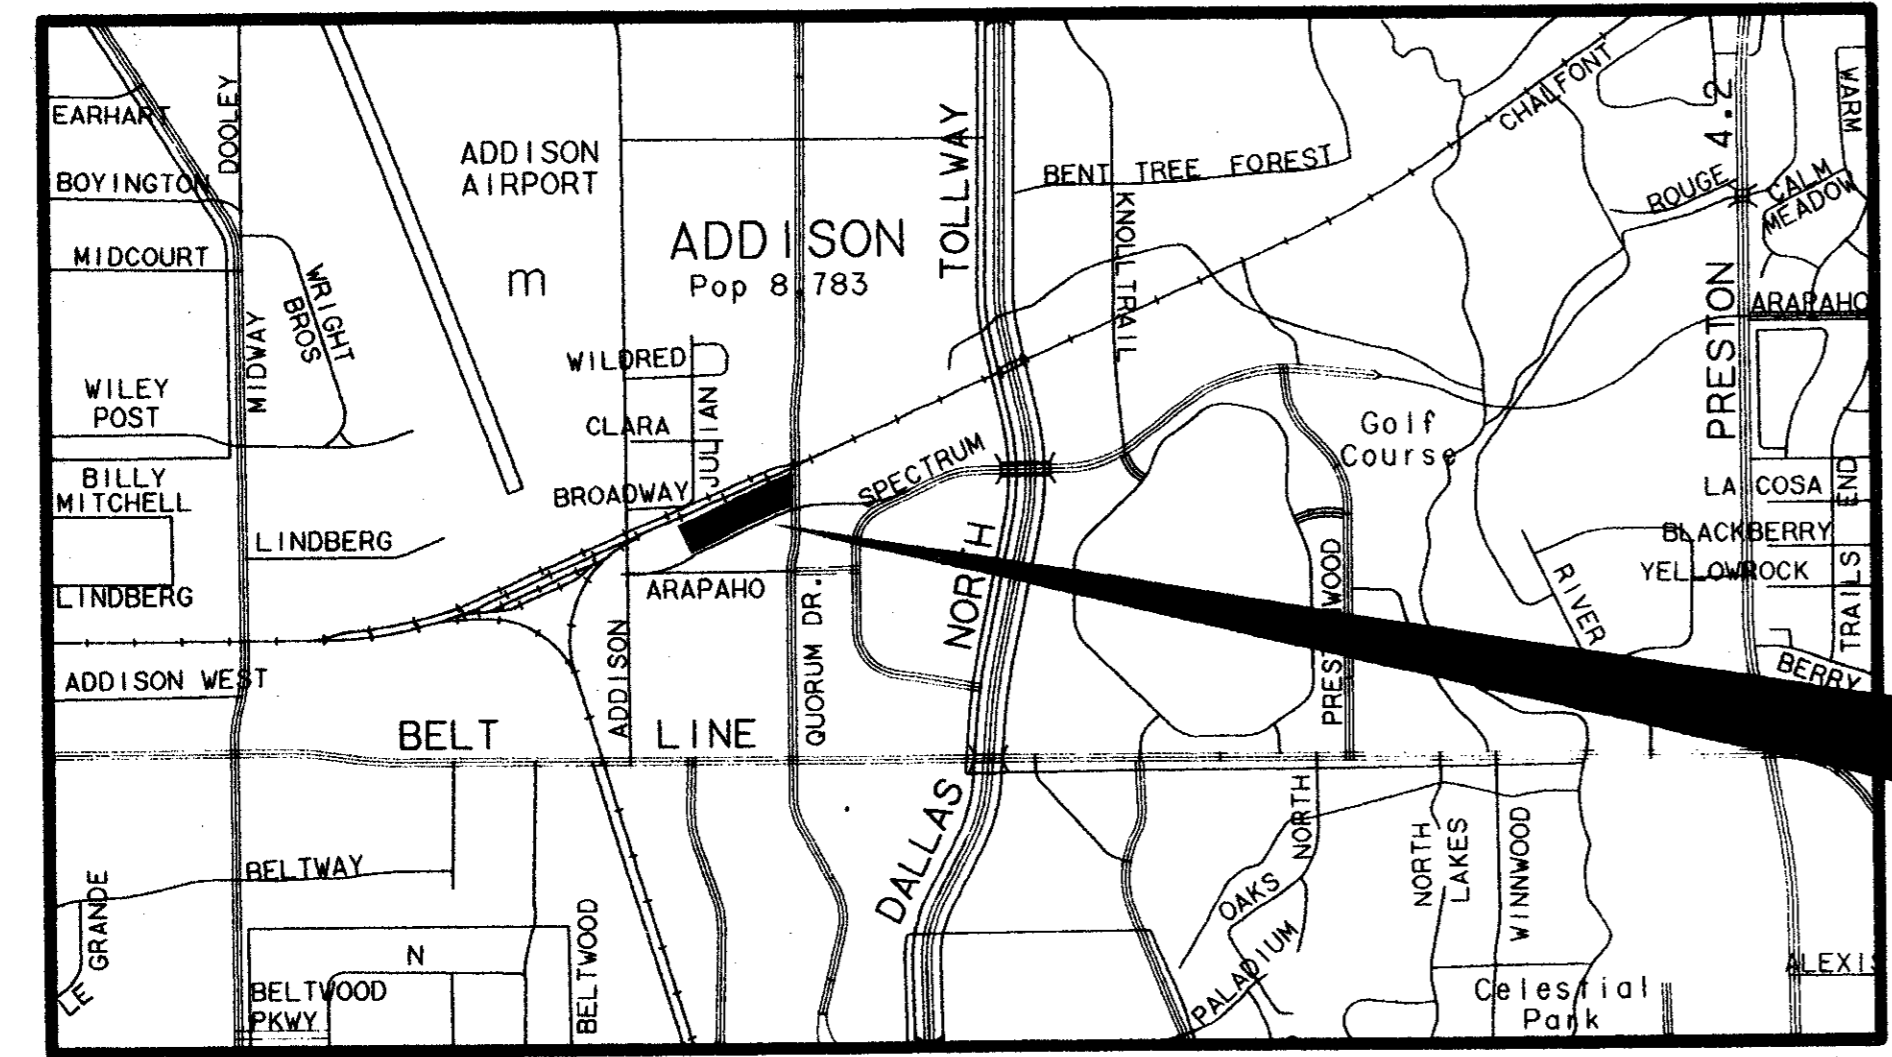 EARHART
DOOLEY
BOYINGTON
MIDCOURT
WRIGHT
BROS
MIDWAY
WILEY
POST
BILLY
MITCHELL
LINDBERG
LINDBERG
ADDISON WEST
ADDISON
AIRPORT
m
ADDISON
Pop 8,783
WILDRED
CLARA
JULIAN
BROADWAY
ARAPAHO
ADDISON
QUORUM DR.
SPECTRUM
TOLLWAY
NORTH
DALLAS
BELT LINE
BENT TREE FOREST
KNOLL TRAIL
CHALFONT
4.2
WARM
ROUGE
CALM
MEADOW
ARAPAHO
PRESTON
Golf
Course
LA COSA
END
BLACKBERRY
YELLOWROCK
TRAILS
RIVER
BERRY
BELTWAY
GRANDE
LE
N
BELTWOOD
PKWY
BELTWOOD
NORTH
OAKS
PALADIUM
NORTH
LAKES
WINNWOOD
Celestial
Park